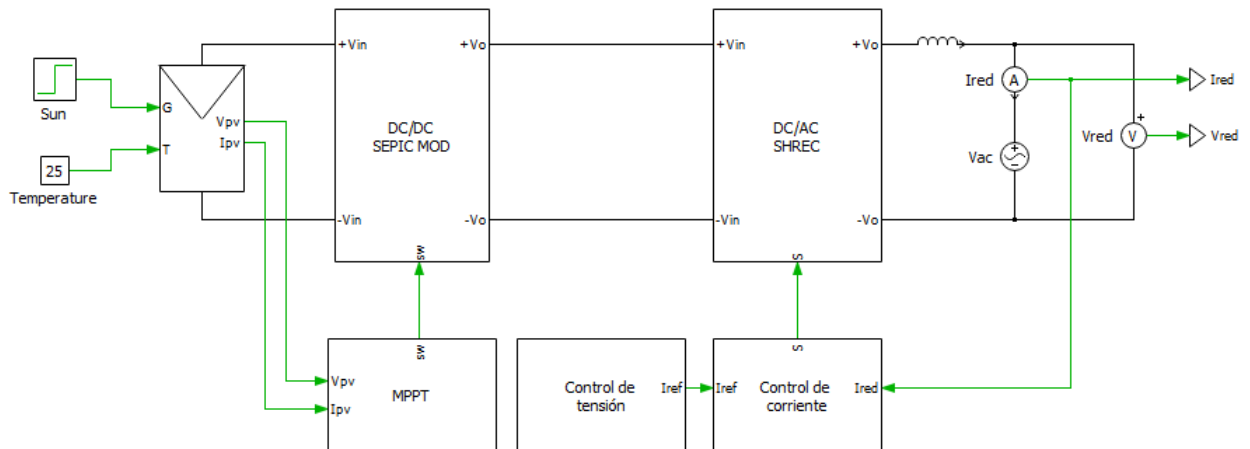 Sun
25
Temperature
G
T
Vpv
Ipv
+Vin
-Vin
DC/DC
SEPIC MOD
+Vo
-Vo
sw
+Vin
-Vin
DC/AC
SHREC
+Vo
-Vo
S
Ired
A
Vac
+
Vred
V
Ired
Vred
sw
Vpv
Ipv
MPPT
Control de
tensión
Iref
S
Iref
Control de
corriente
Ired